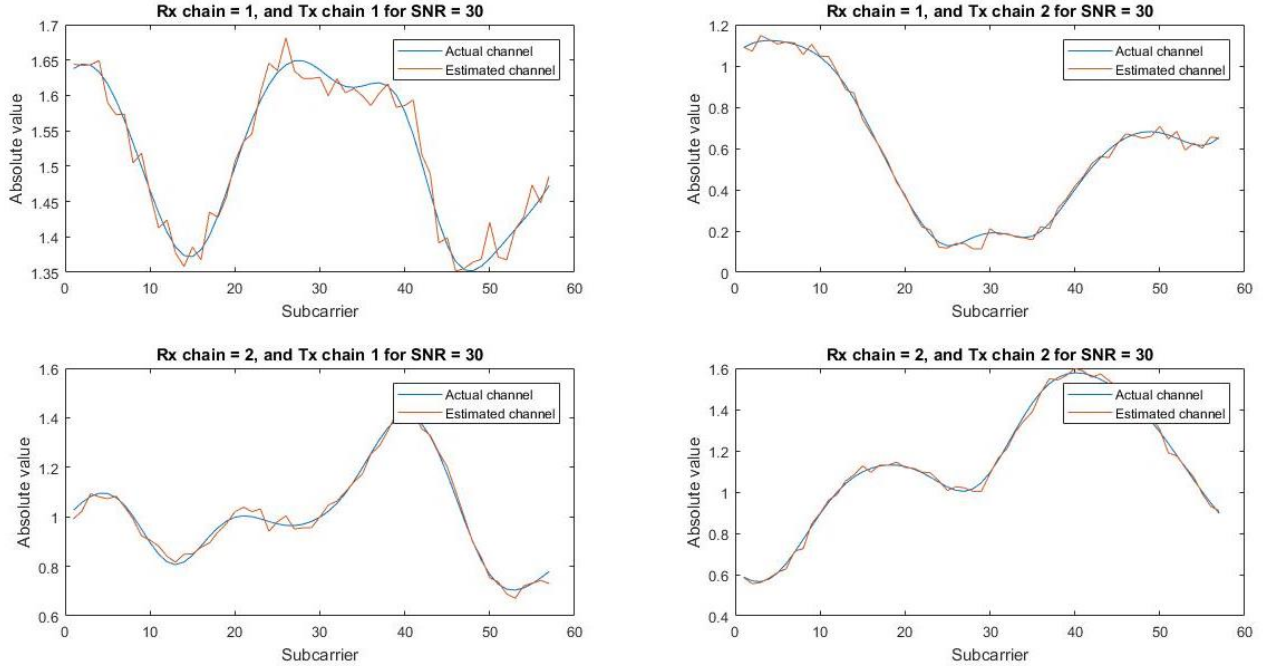 Rx chain = 1, and Tx chain 1 for SNR = 30
1.7
1.65
1.6
1.55
1.5
1.45
1.4
1.35
Absolute value
Actual channel
Estimated channel
0 10 20 30 40 50 60
Subcarrier
Rx chain = 1, and Tx chain 2 for SNR = 30
1.2
1
0.8
0.6
0.4
0.2
0
Absolute value
Actual channel
Estimated channel
0 10 20 30 40 50 60
Subcarrier
Rx chain = 2, and Tx chain 1 for SNR = 30
1.6
1.4
1.2
1
0.8
0.6
Absolute value
Actual channel
Estimated channel
0 10 20 30 40 50 60
Subcarrier
Rx chain = 2, and Tx chain 2 for SNR = 30
1.6
1.4
1.2
1
0.8
0.6
0.4
Absolute value
Actual channel
Estimated channel
0 10 20 30 40 50 60
Subcarrier